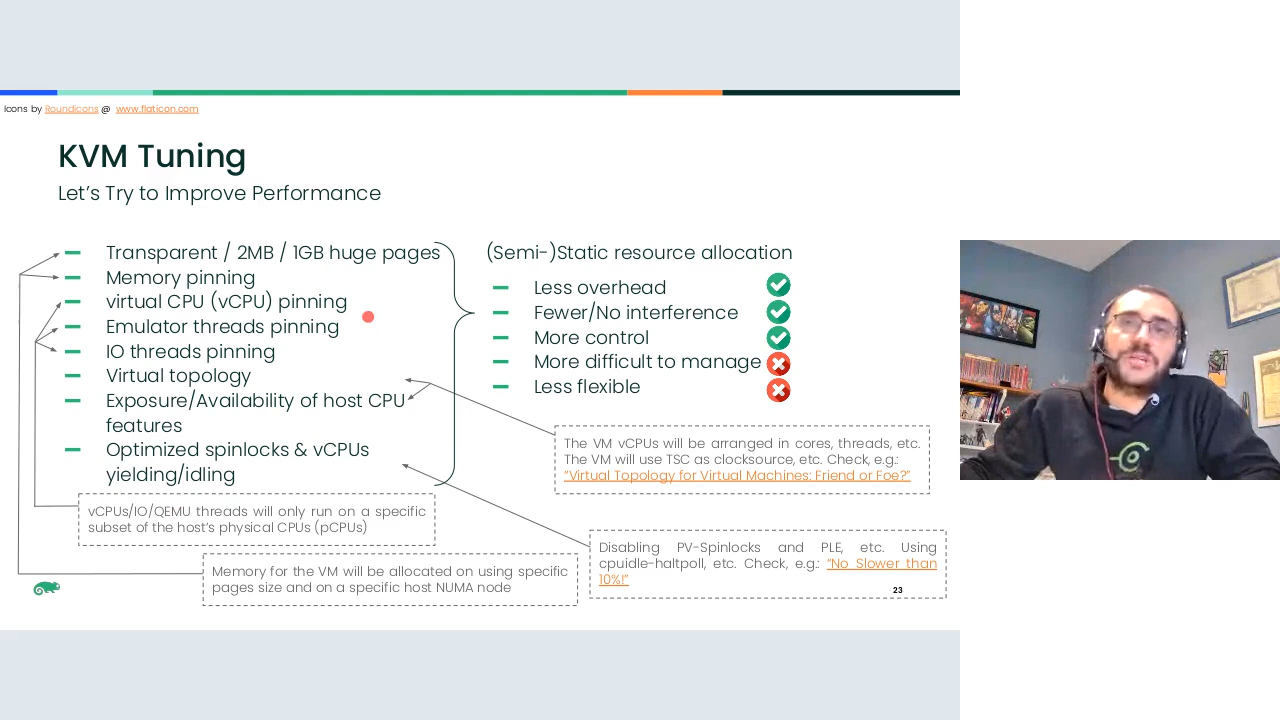 Icons by Roundicons @ www.flaticon.com
KVM Tuning
Let's Try to Improve Performance
Transparent / 2MB / 1GB huge pages
Memory pinning
virtual CPU (vCPU) pinning
Emulator threads pinning
IO threads pinning
Virtual topology
Exposure/Availability of host CPU
features
Optimized spinlocks & vCPUs
yielding/idling
(Semi-)Static resource allocation
Less overhead
Fewer/No interference
More control
More difficult to manage
Less flexible
The VM vCPUs will be arranged in cores, threads, etc.
The VM will use TSC as clocksource, etc. Check, e.g.:
“Virtual Topology for Virtual Machines: Friend or Foe?”
vCPUs/IO/QEMU threads will only run on a specific
subset of the host's physical CPUs (pCPUs)
Disabling PV-Spinlocks and PLE, etc. Using
cpuidle-haltpoll, etc. Check, e.g.: “No Slower than
10%!”
Memory for the VM will be allocated on using specific
pages size and on a specific host NUMA node
23